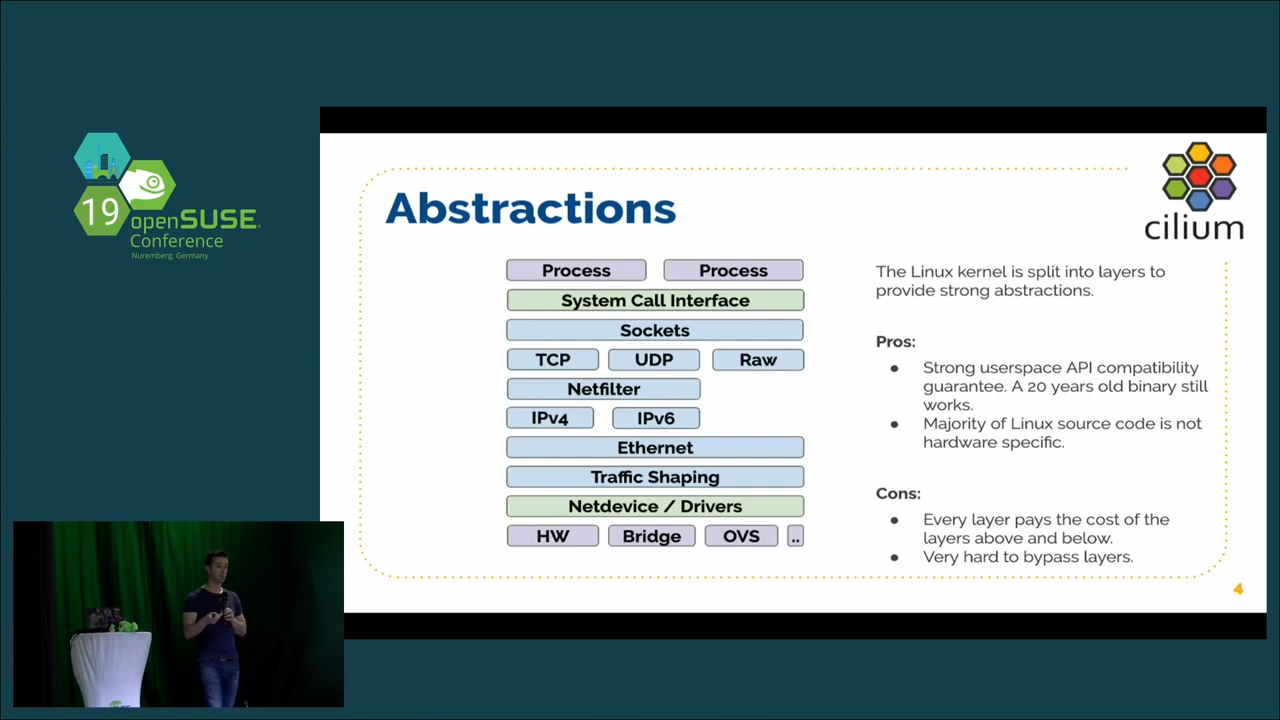 19
openSUSE
Conference
Nuremberg, Germany
Abstractions
cilium
Process Process
System Call Interface
Sockets
TCP UDP Raw
Netfilter
IPv4 IPv6
Ethernet
Traffic Shaping
Netdevice / Drivers
HW Bridge OVS ..
The Linux kernel is split into layers to
provide strong abstractions.
Pros:
● Strong userspace API compatibility
guarantee. A 20 years old binary still
works.
● Majority of Linux source code is not
hardware specific.
Cons:
● Every layer pays the cost of the
layers above and below.
● Very hard to bypass layers.
4